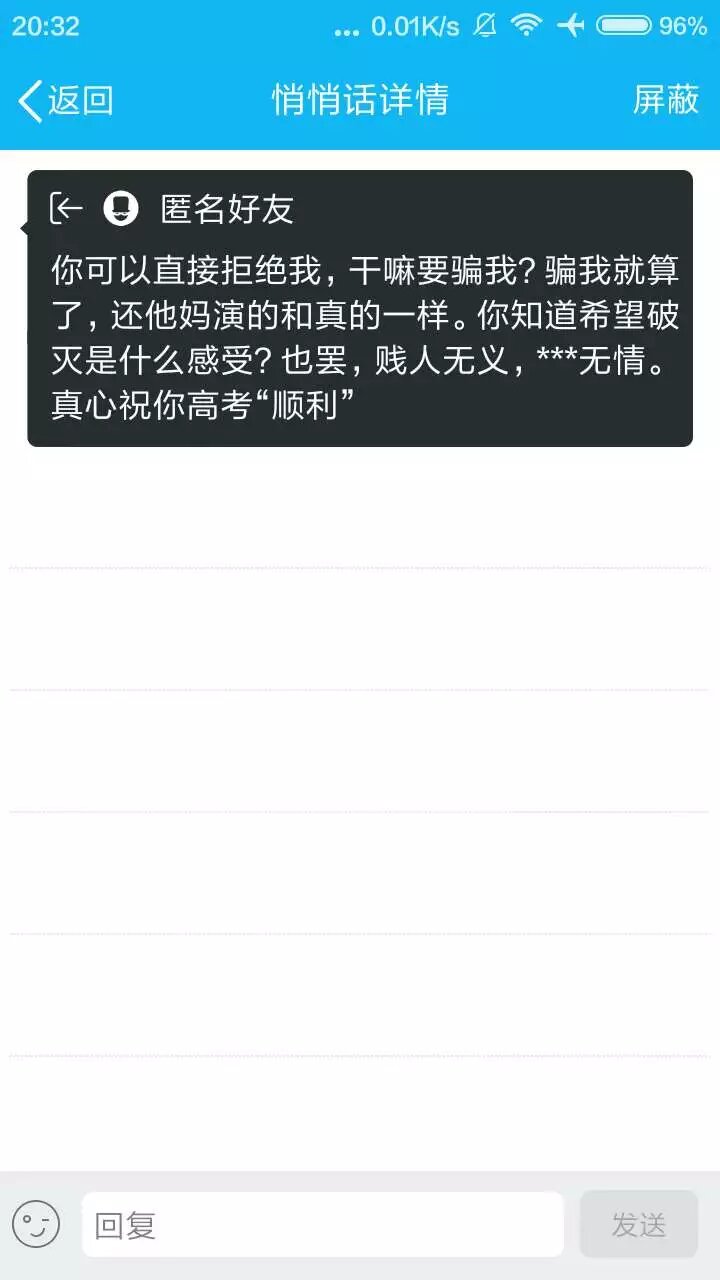 20:32 ... 0.01K/s 96%
返回 悄悄话详情 屏蔽
匿名好友
你可以直接拒绝我，干嘛要骗我？骗我就算
了，还他妈演的和真的一样。你知道希望破
灭是什么感受？也罢，贱人无义，***无情。
真心祝你高考“顺利”
回复 发送